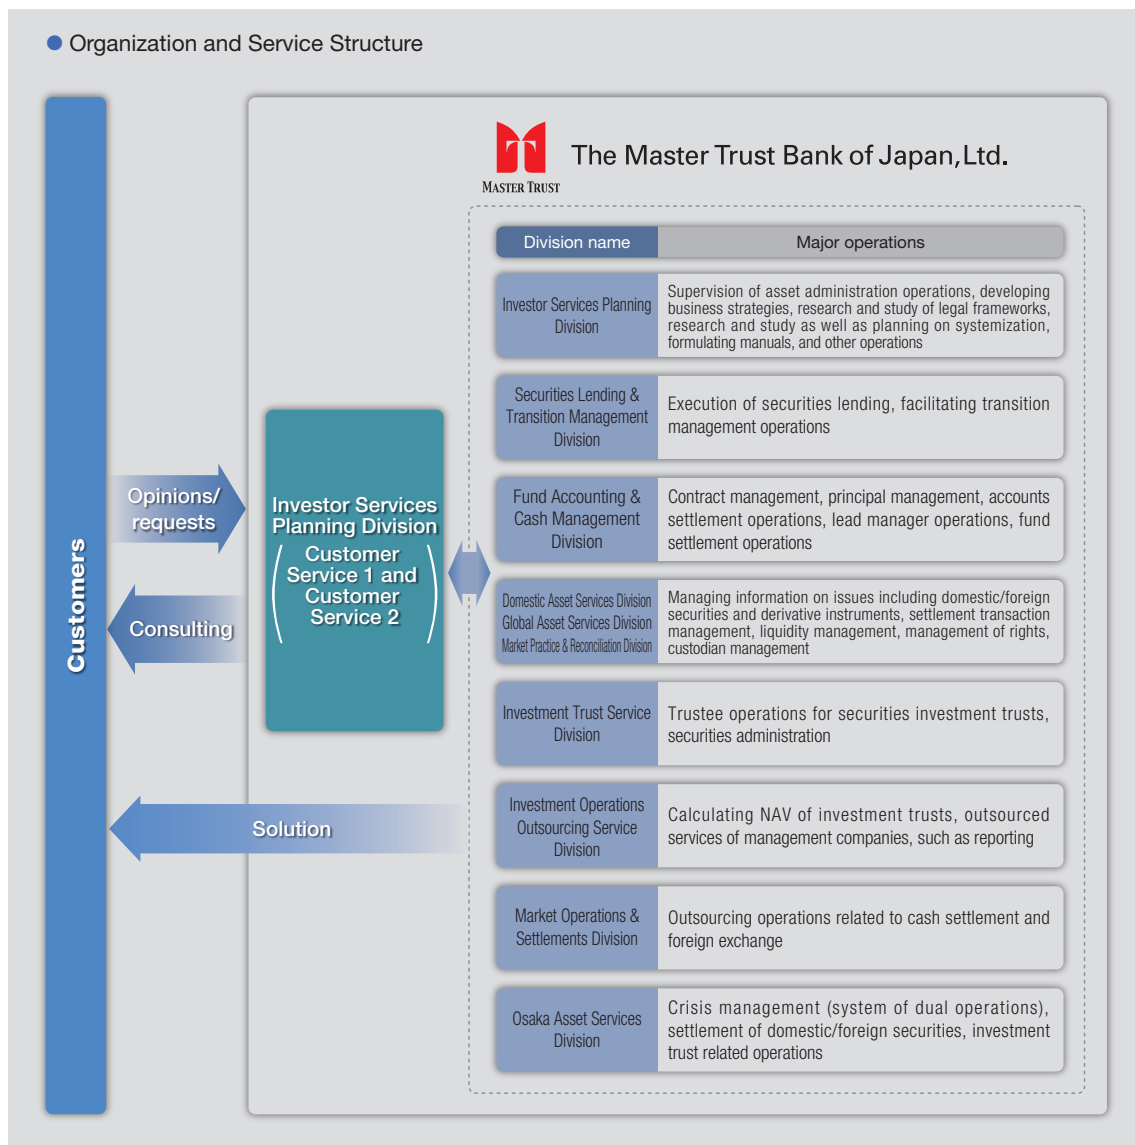 Organization and Service Structure
MASTER TRUST
The Master Trust Bank of Japan, Ltd.
Customers
Opinions/
requests
Consulting
Solution
Investor Services
Planning Division
(Customer
Service 1 and
Customer
Service 2)
Division name
Major operations
Investor Services Planning
Division
Supervision of asset administration operations, developing
business strategies, research and study of legal frameworks,
research and study as well as planning on systemization,
formulating manuals, and other operations
Securities Lending &
Transition Management
Division
Execution of securities lending, facilitating transition
management operations
Fund Accounting &
Cash Management
Division
Contract management, principal management, accounts
settlement operations, lead manager operations, fund
settlement operations
Domestic Asset Services Division
Global Asset Services Division
Market Practice & Reconciliation Division
Managing information on issues including domestic/foreign
securities and derivative instruments, settlement transaction
management, liquidity management, management of rights,
custodian management
Investment Trust Service
Division
Trustee operations for securities investment trusts,
securities administration
Investment Operations
Outsourcing Service
Division
Calculating NAV of investment trusts, outsourced
services of management companies, such as reporting
Market Operations &
Settlements Division
Outsourcing operations related to cash settlement and
foreign exchange
Osaka Asset Services
Division
Crisis management (system of dual operations),
settlement of domestic/foreign securities, investment
trust related operations